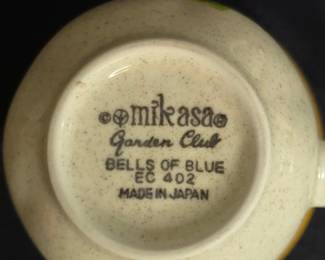 © mikasa ®
Garden Club
BELLS OF BLUE
EC 402
MADE IN JAPAN